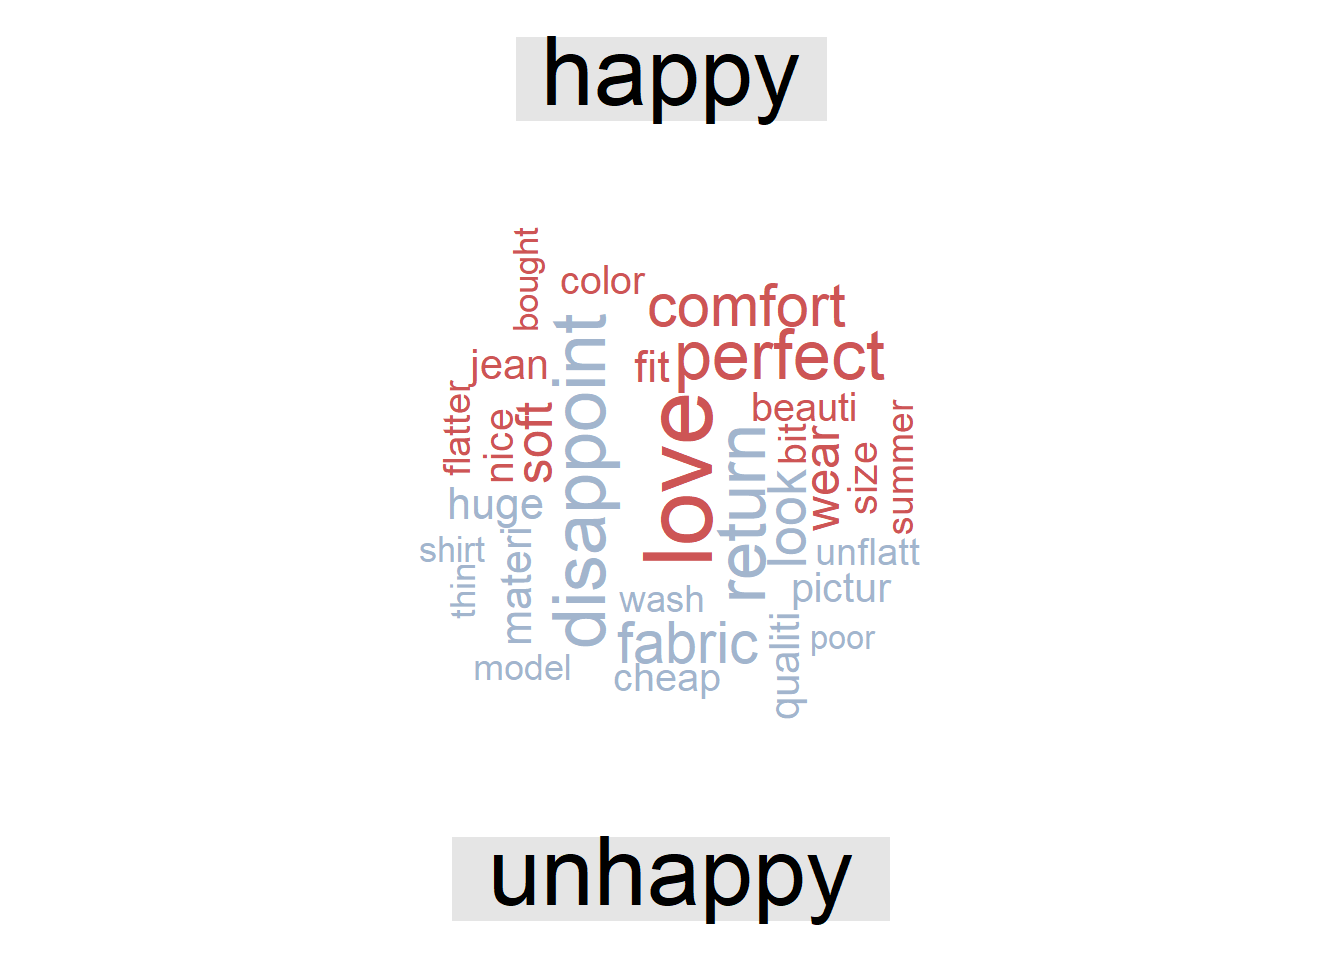 happy
bought
color
comfort
perfect
jean
fit
flatter
nice
soft
disappoint
love
beauti
return
bit
look
wear
size
summer
huge
shirt
thin
materi
unflatt
pictur
wash
fabric
qualiti
poor
model
cheap
unhappy